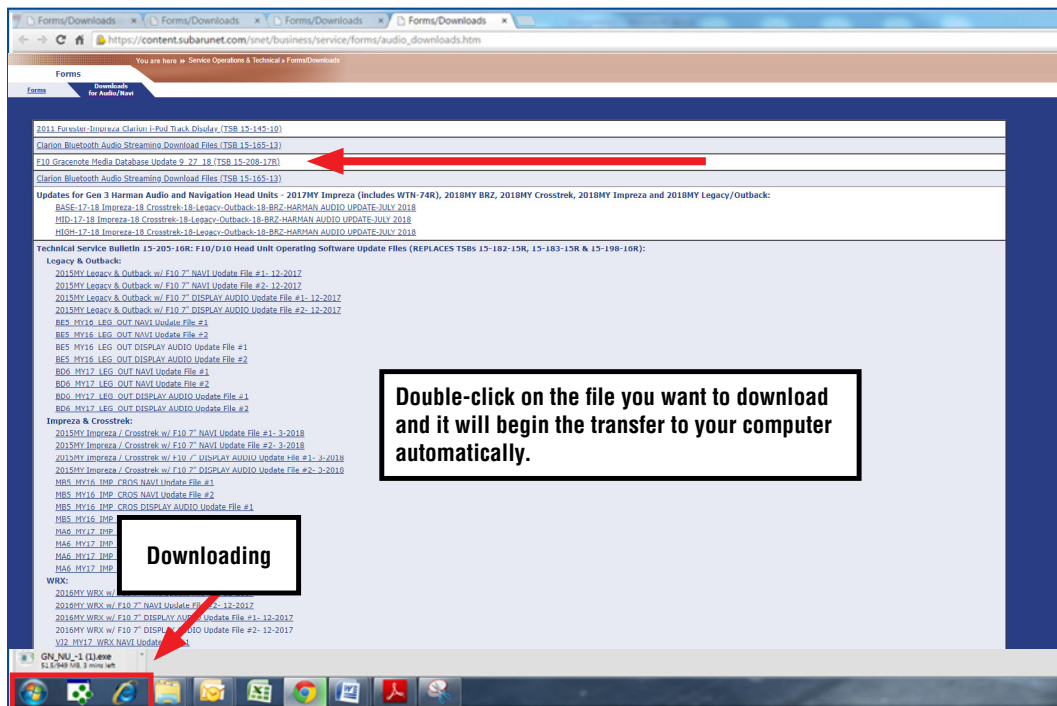 Forms/Downloads × Forms/Downloads × Forms/Downloads × Forms/Downloads ×
https://content.subarunet.com/snet/business/service/forms/audio_downloads.htm
You are here » Service Operations & Technical » Forms/Downloads
Forms
Forms
Downloads
for Audio/Navi
2011 Forester-Impreza Clarion i-Pod Track Display (TSB 15-145-10)
Clarion Bluetooth Audio Streaming Download Files (TSB 15-165-13)
F10 Gracenote Media Database Update 9_27_18 (TSB 15-208-17R)
Clarion Bluetooth Audio Streaming Download Files (TSB 15-165-13)
Updates for Gen 3 Harman Audio and Navigation Head Units - 2017MY Impreza (includes WTN-74R), 2018MY BRZ, 2018MY Crosstrek, 2018MY Impreza and 2018MY Legacy/Outback:
BASE-17-18 Impreza-18 Crosstrek-18-Legacy-Outback-18-BRZ-HARMAN AUDIO UPDATE-JULY 2018
MID-17-18 Impreza-18 Crosstrek-18-Legacy-Outback-18-BRZ-HARMAN AUDIO UPDATE-JULY 2018
HIGH-17-18 Impreza-18 Crosstrek-18-Legacy-Outback-18-BRZ-HARMAN AUDIO UPDATE-JULY 2018
Technical Service Bulletin 15-205-16R: F10/D10 Head Unit Operating Software Update Files (REPLACES TSBs 15-182-15R, 15-183-15R & 15-198-16R):
Legacy & Outback:
2015MY Legacy & Outback w/ F10 7" NAVI Update File #1- 12-2017
2015MY Legacy & Outback w/ F10 7" NAVI Update File #2- 12-2017
2015MY Legacy & Outback w/ F10 7" DISPLAY AUDIO Update File #1- 12-2017
2015MY Legacy & Outback w/ F10 7" DISPLAY AUDIO Update File #2- 12-2017
BE5_MY16_LEG_OUT NAVI Update File #1
BE5_MY16_LEG_OUT NAVI Update File #2
BE5_MY16_LEG_OUT DISPLAY AUDIO Update File #1
BE5_MY16_LEG_OUT DISPLAY AUDIO Update File #2
BD6_MY17_LEG_OUT NAVI Update File #1
BD6_MY17_LEG_OUT NAVI Update File #2
BD6_MY17_LEG_OUT DISPLAY AUDIO Update File #1
BD6_MY17_LEG_OUT DISPLAY AUDIO Update File #2
Double-click on the file you want to download
and it will begin the transfer to your computer
automatically.
Impreza & Crosstrek:
2015MY Impreza / Crosstrek w/ F10 7" NAVI Update File #1- 3-2018
2015MY Impreza / Crosstrek w/ F10 7" NAVI Update File #2- 3-2018
2015MY Impreza / Crosstrek w/ F10 7" DISPLAY AUDIO Update File #1- 3-2018
2015MY Impreza / Crosstrek w/ F10 7" DISPLAY AUDIO Update File #2- 3-2018
MB5_MY16_IMP_CROS NAVI Update File #1
MB5_MY16_IMP_CROS NAVI Update File #2
MB5_MY16_IMP_CROS DISPLAY AUDIO Update File #1
MB5_MY16_IMP
MA6_MY17_IMP
MA6_MY17_IMP
MA6_MY17_IMP
MA6_MY17_IMP
Downloading
WRX:
2016MY WRX w/
2016MY WRX w/ F10 7" NAVI Update File #2- 12-2017
2016MY WRX w/ F10 7" DISPLAY AUDIO Update File #1- 12-2017
2016MY WRX w/ F10 7" DISPLAY AUDIO Update File #2- 12-2017
VJ2_MY17_WRX NAVI Update
GN_NU_-1 (1).exe
51.5/949 MB, 3 mins left